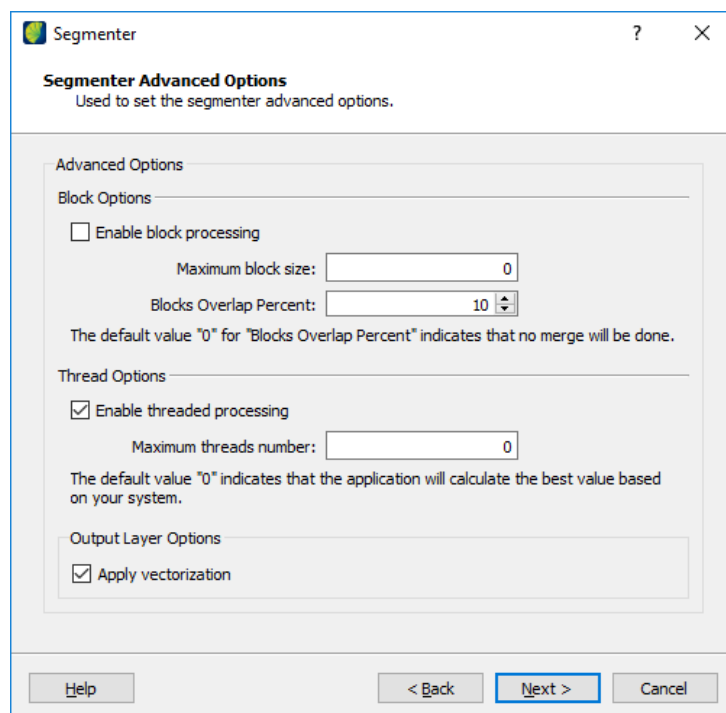 Segmenter
?
Segmenter Advanced Options
Used to set the segmenter advanced options.
Advanced Options
Block Options
Enable block processing
Maximum block size: 0
Blocks Overlap Percent: 10
The default value "0" for "Blocks Overlap Percent" indicates that no merge will be done.
Thread Options
Enable threaded processing
Maximum threads number: 0
The default value "0" indicates that the application will calculate the best value based
on your system.
Output Layer Options
Apply vectorization
Help < Back Next > Cancel